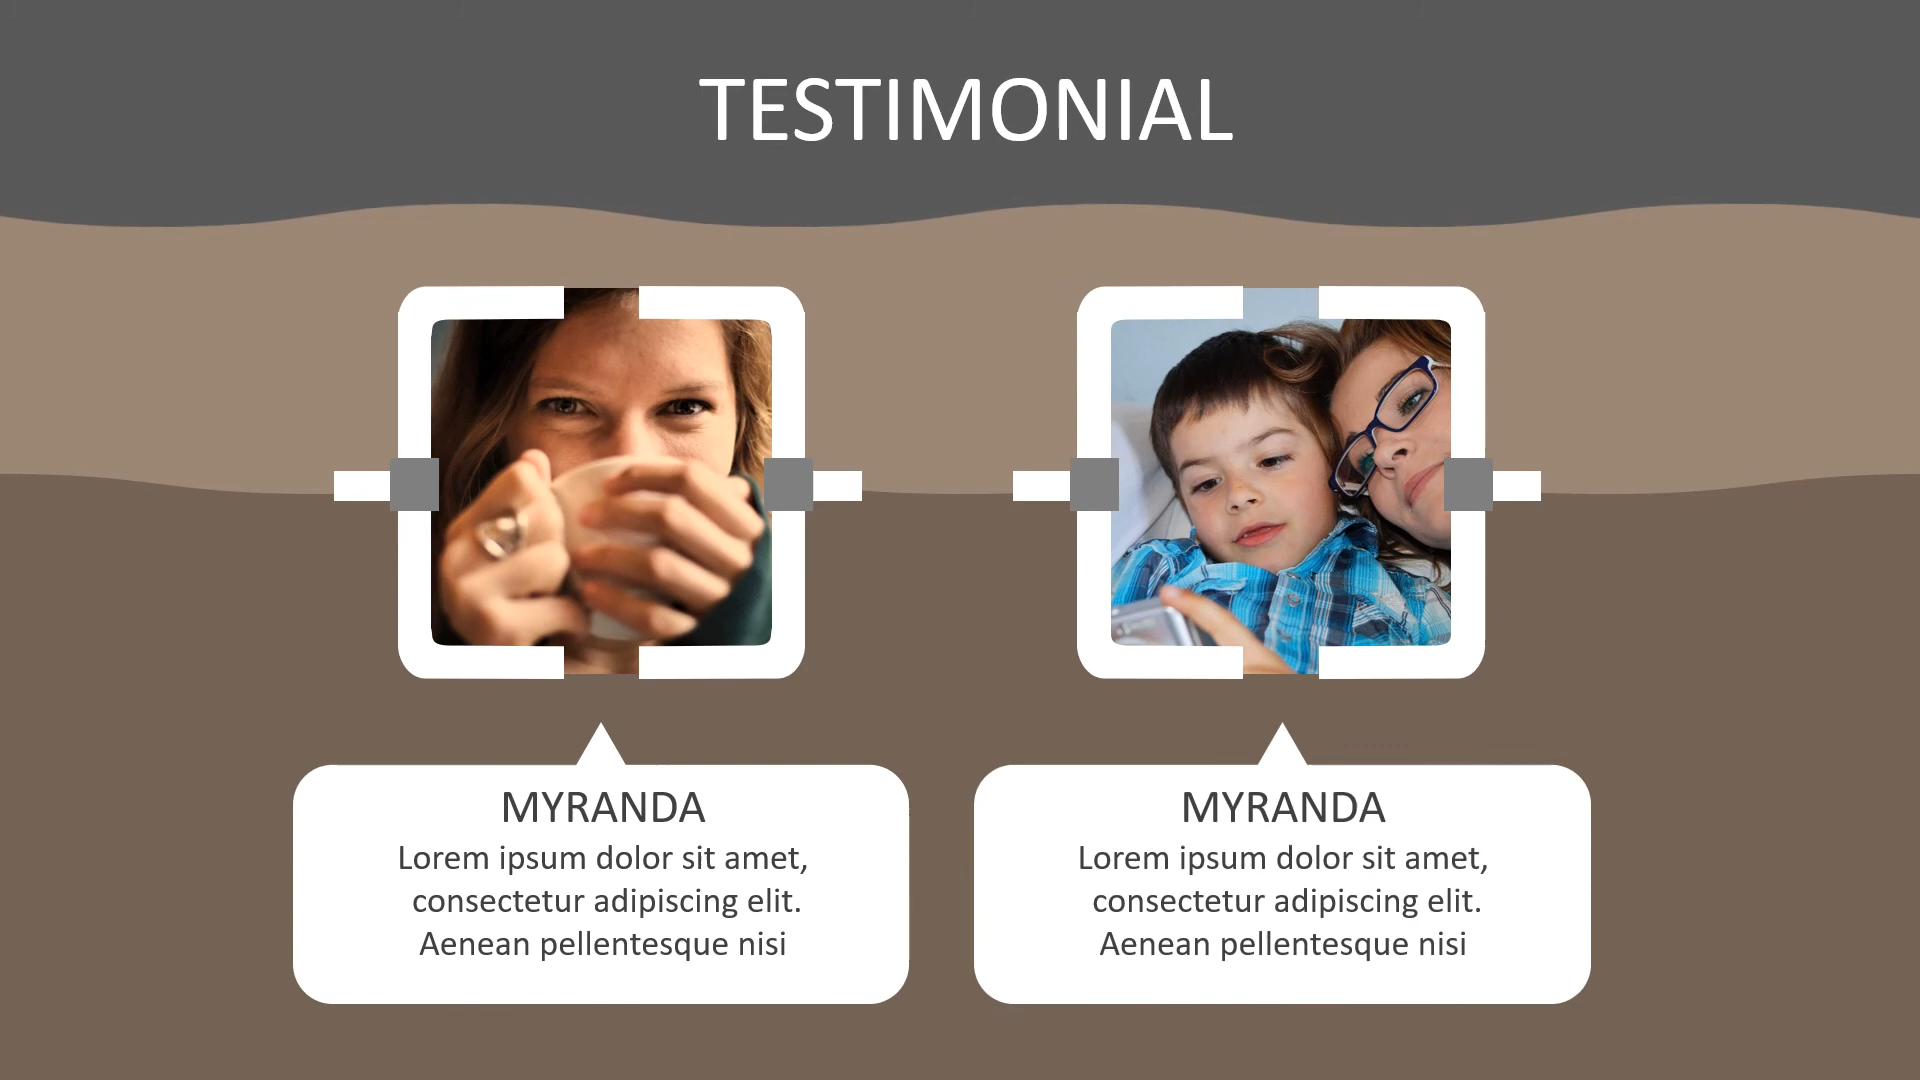 TESTIMONIAL
MYRANDA
Lorem ipsum dolor sit amet,
consectetur adipiscing elit.
Aenean pellentesque nisi
MYRANDA
Lorem ipsum dolor sit amet,
consectetur adipiscing elit.
Aenean pellentesque nisi